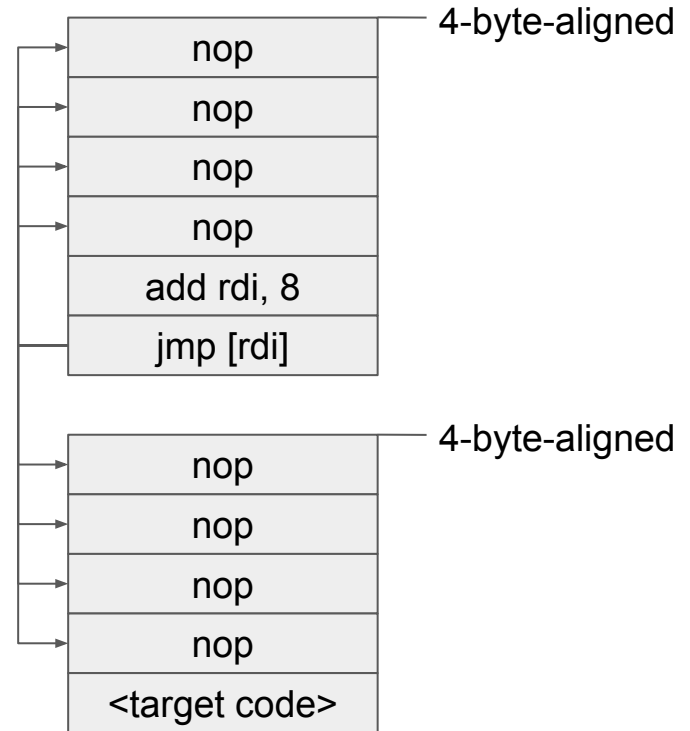 4-byte-aligned
nop
nop
nop
nop
add rdi, 8
jmp [rdi]
4-byte-aligned
nop
nop
nop
nop
<target code>